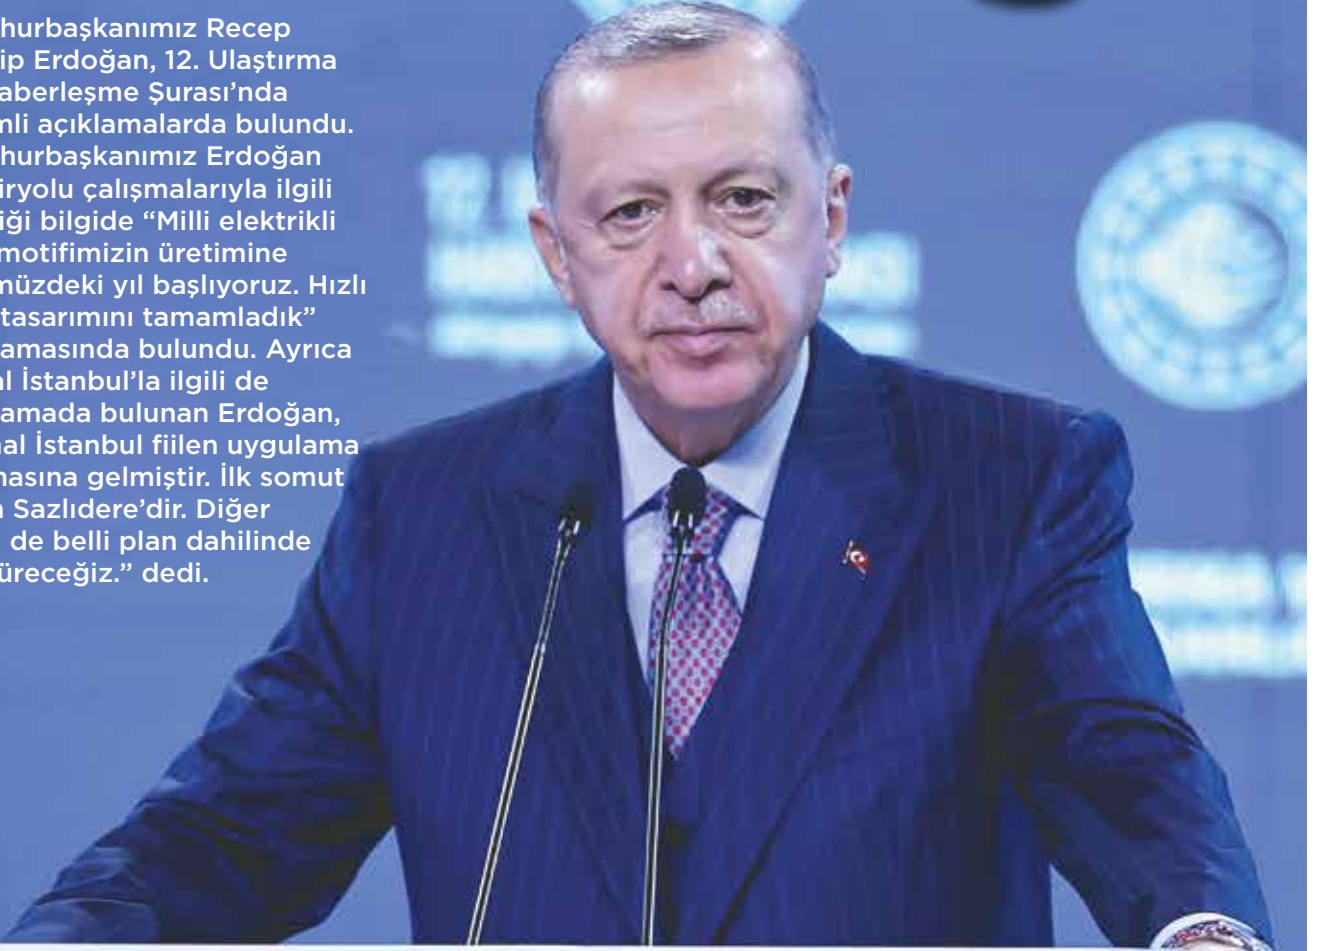 hurbaşkanımız Recep
ip Erdoğan, 12. Ulaştırma
aberleşme Şurası’nda
mli açıklamalarda bulundu.
hurbaşkanımız Erdoğan
iryolu çalışmalarıyla ilgili
iği bilgide “Milli elektrikli
motifimizin üretimine
müzdeki yıl başlıyoruz. Hızlı
tasarımını tamamladık”
amasında bulundu. Ayrıca
al İstanbul’la ilgili de
amada bulunan Erdoğan,
nal İstanbul fiilen uygulama
masına gelmiştir. İlk somut
m Sazlıdere’dir. Diğer
de belli plan dahilinde
üreceğiz.” dedi.